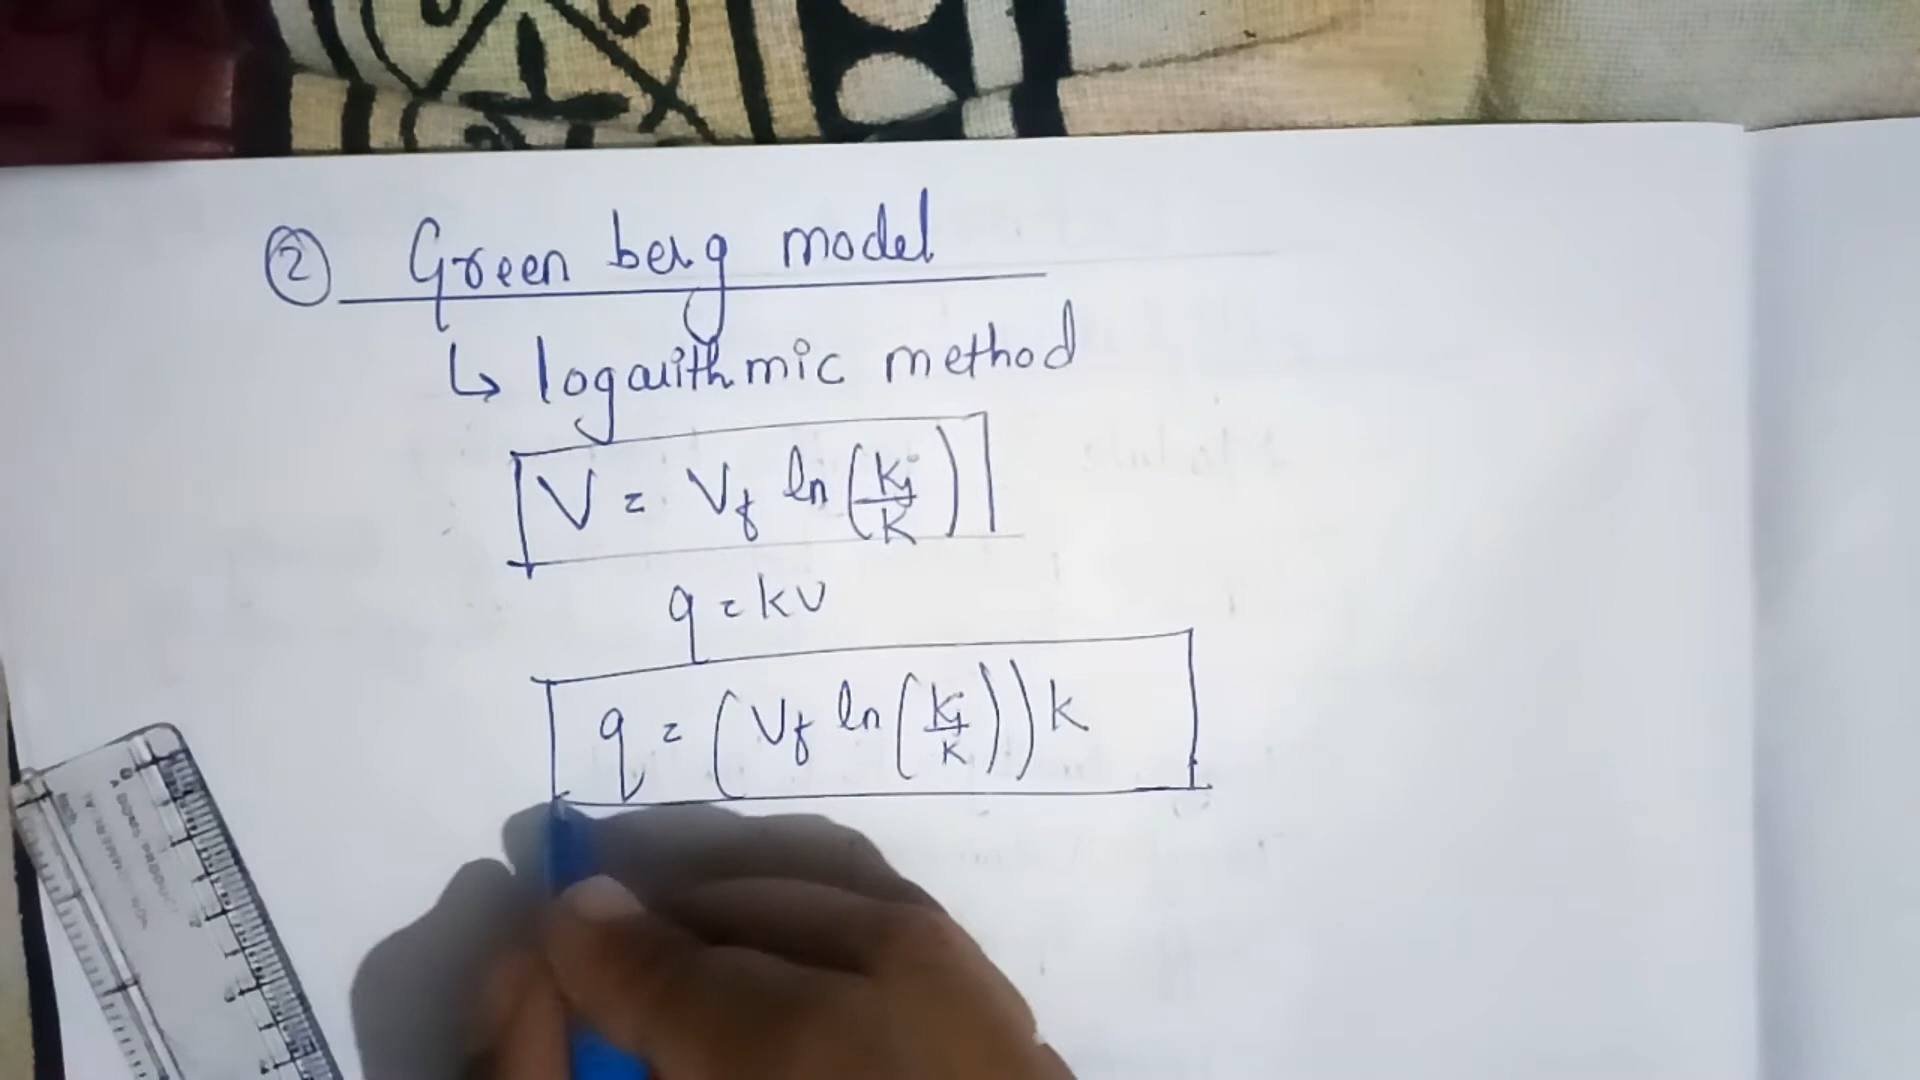 ② Green berg model
↳ logarithmic method
V = Vf ln(kj/k)
q = kv
q = (Vf ln(kj/k))k